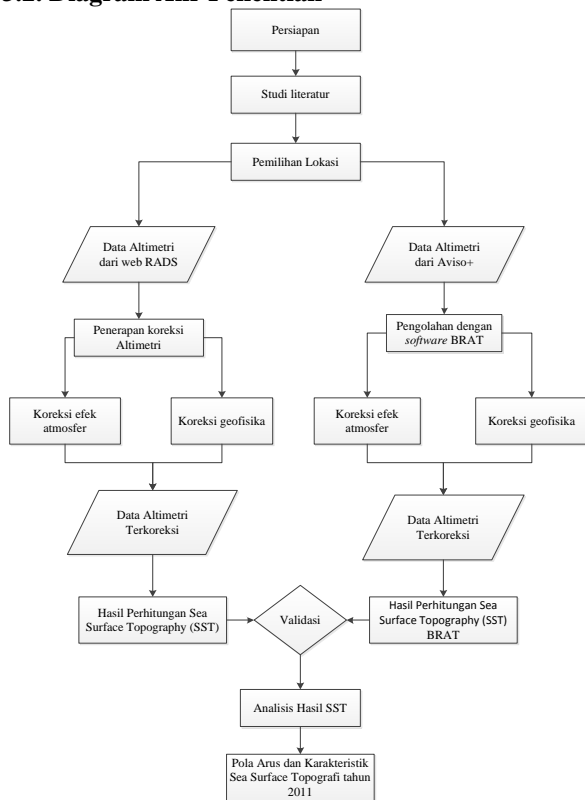 Diagram Alir Penelitian
Persiapan
Studi literatur
Pemilihan Lokasi
Data Altimetri
dari web RADS
Data Altimetri
dari Aviso+
Penerapan koreksi
Altimetri
Pengolahan dengan
software BRAT
Koreksi efek
atmosfer
Koreksi geofisika
Koreksi efek
atmosfer
Koreksi geofisika
Data Altimetri
Terkoreksi
Data Altimetri
Terkoreksi
Hasil Perhitungan Sea
Surface Topography (SST)
Validasi
Hasil Perhitungan Sea
Surface Topography (SST)
BRAT
Analisis Hasil SST
Pola Arus dan Karakteristik
Sea Surface Topografi tahun
2011